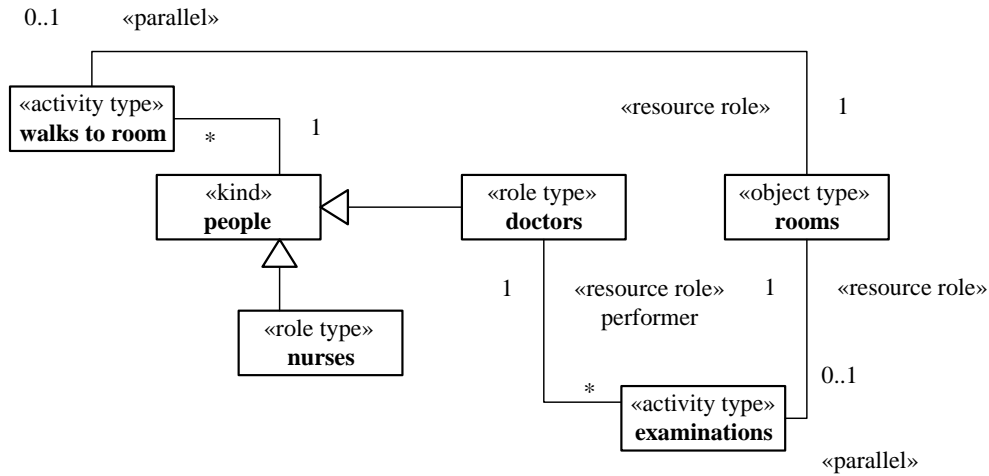 0..1 «parallel»
«activity type»
walks to room
«resource role» 1
* 1
«kind»
people
«role type»
doctors
«object type»
rooms
1 «resource role» 1 «resource role»
performer
«role type»
nurses
0..1
*
«activity type»
examinations
«parallel»